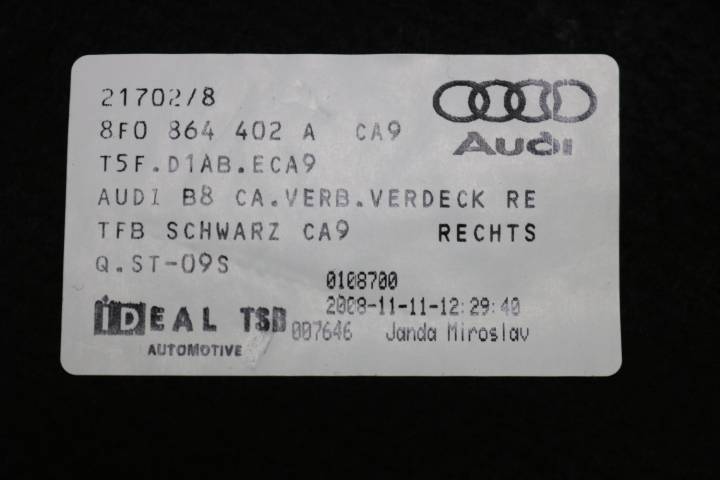 21702/8
8F0 864 402 A CA9
Audi
T5F.D1AB.ECA9
AUDI B8 CA.VERB.VERDECK RE
TFB SCHWARZ CA9 RECHTS
Q.ST-09S
0108700
2008-11-11-12:29:40
IDEAL TSB 007646 Janda Miroslav
AUTOMOTIVE